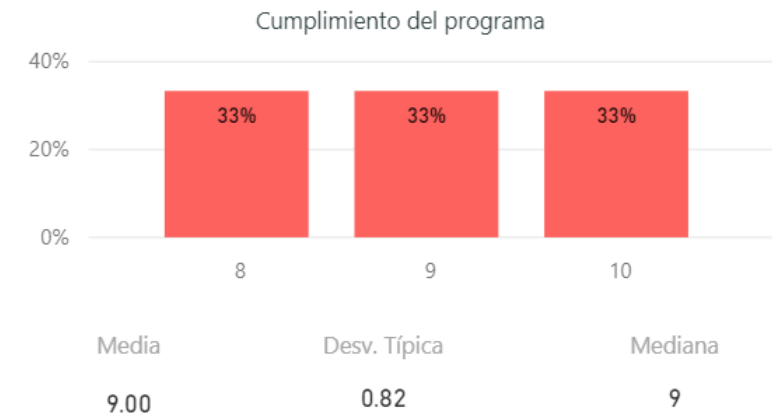 Cumplimiento del programa
40%
33% 33% 33%
20%
0%
8 9 10
Media Desv. Típica Mediana
9.00 0.82 9